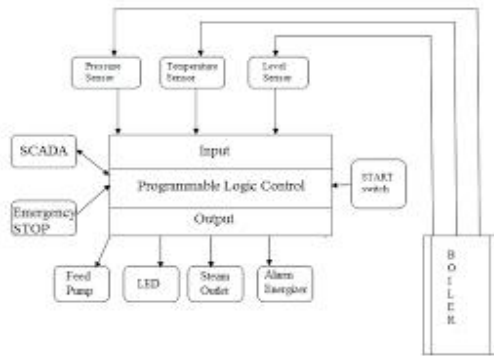 Pressure
Sensor
Temperature
Sensor
Level
Sensor
SCADA
Input
Programmable Logic Control
START
switch
Emergency
STOP
Output
Feed
Pump
LED
Steam
Outlet
Alarm
Energizer
B
O
I
L
E
R